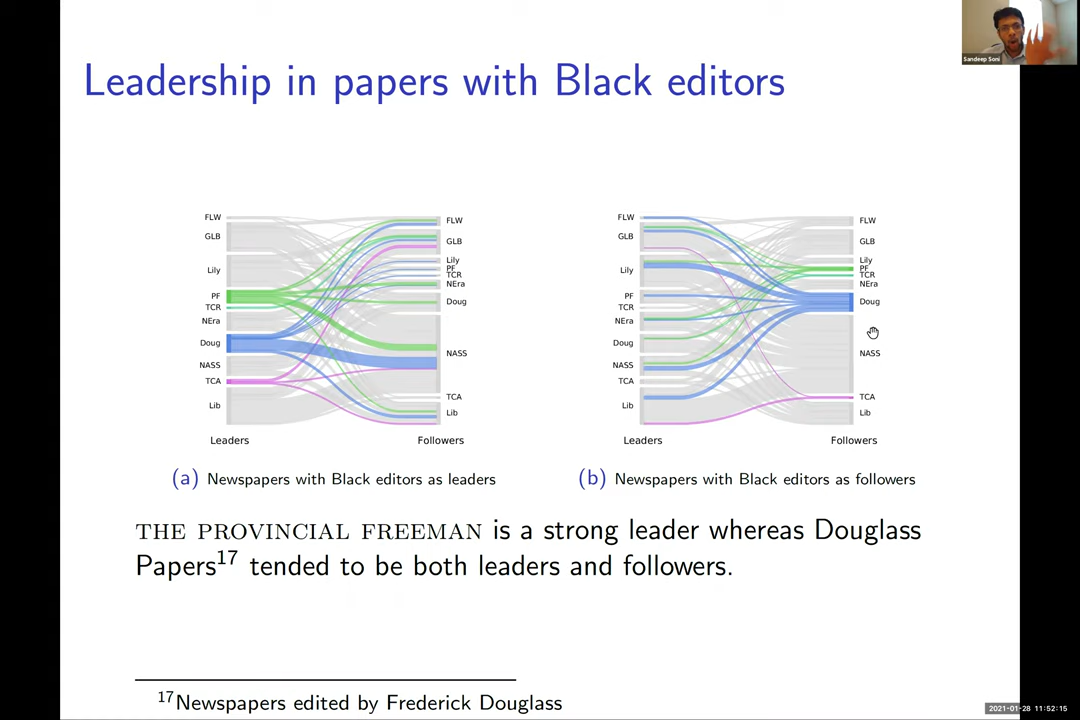 Sandeep Soni
Leadership in papers with Black editors
FLW
GLB
Lily
PF
TCR
NEra
Doug
NASS
TCA
Lib
Leaders
FLW
GLB
Lily
PF
TCR
NEra
Doug
NASS
TCA
Lib
Followers
(a) Newspapers with Black editors as leaders
FLW
GLB
Lily
PF
TCR
NEra
Doug
NASS
TCA
Lib
Leaders
FLW
GLB
Lily
PF
TCR
NEra
Doug
NASS
TCA
Lib
Followers
(b) Newspapers with Black editors as followers
THE PROVINCIAL FREEMAN is a strong leader whereas Douglass
Papers17 tended to be both leaders and followers.
17Newspapers edited by Frederick Douglass
2021-01-28 11:52:15